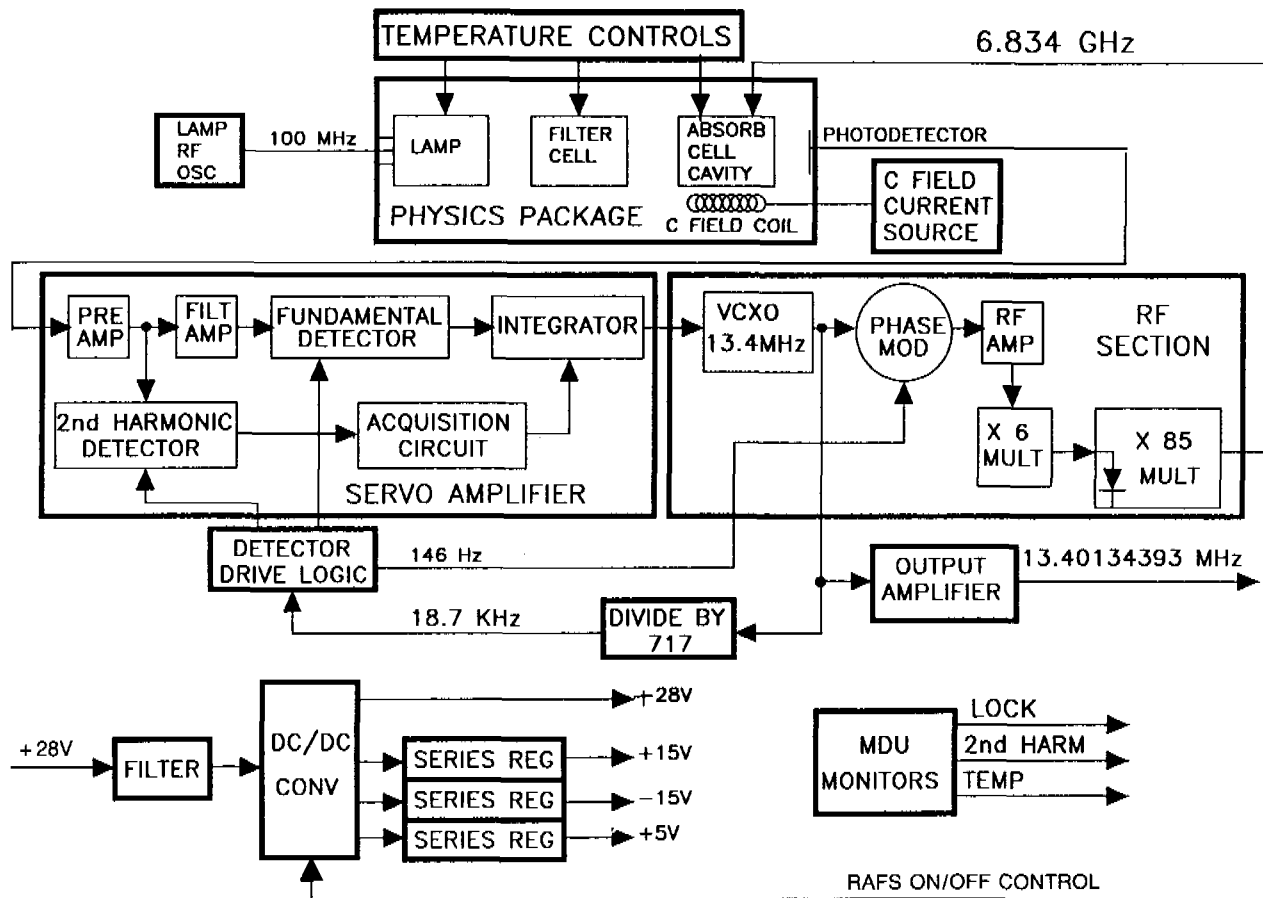 TEMPERATURE CONTROLS
6.834 GHz
LAMP
RF
OSC
100 MHz
LAMP
FILTER
CELL
ABSORB
CELL
CAVITY
PHOTODETECTOR
C FIELD
CURRENT
SOURCE
PHYSICS PACKAGE
C FIELD COIL
PRE
AMP
FILT
AMP
FUNDAMENTAL
DETECTOR
INTEGRATOR
VCXO
13.4MHz
PHASE
MOD
RF
AMP
RF
SECTION
2nd HARMONIC
DETECTOR
ACQUISITION
CIRCUIT
X 6
MULT
X 85
MULT
SERVO AMPLIFIER
DETECTOR
DRIVE LOGIC
146 Hz
OUTPUT
AMPLIFIER
13.40134393 MHz
18.7 KHz
DIVIDE BY
717
+28V
FILTER
DC/DC
CONV
+28V
SERIES REG
+15V
SERIES REG
-15V
SERIES REG
+5V
MDU
MONITORS
LOCK
2nd HARM
TEMP
RAFS ON/OFF CONTROL